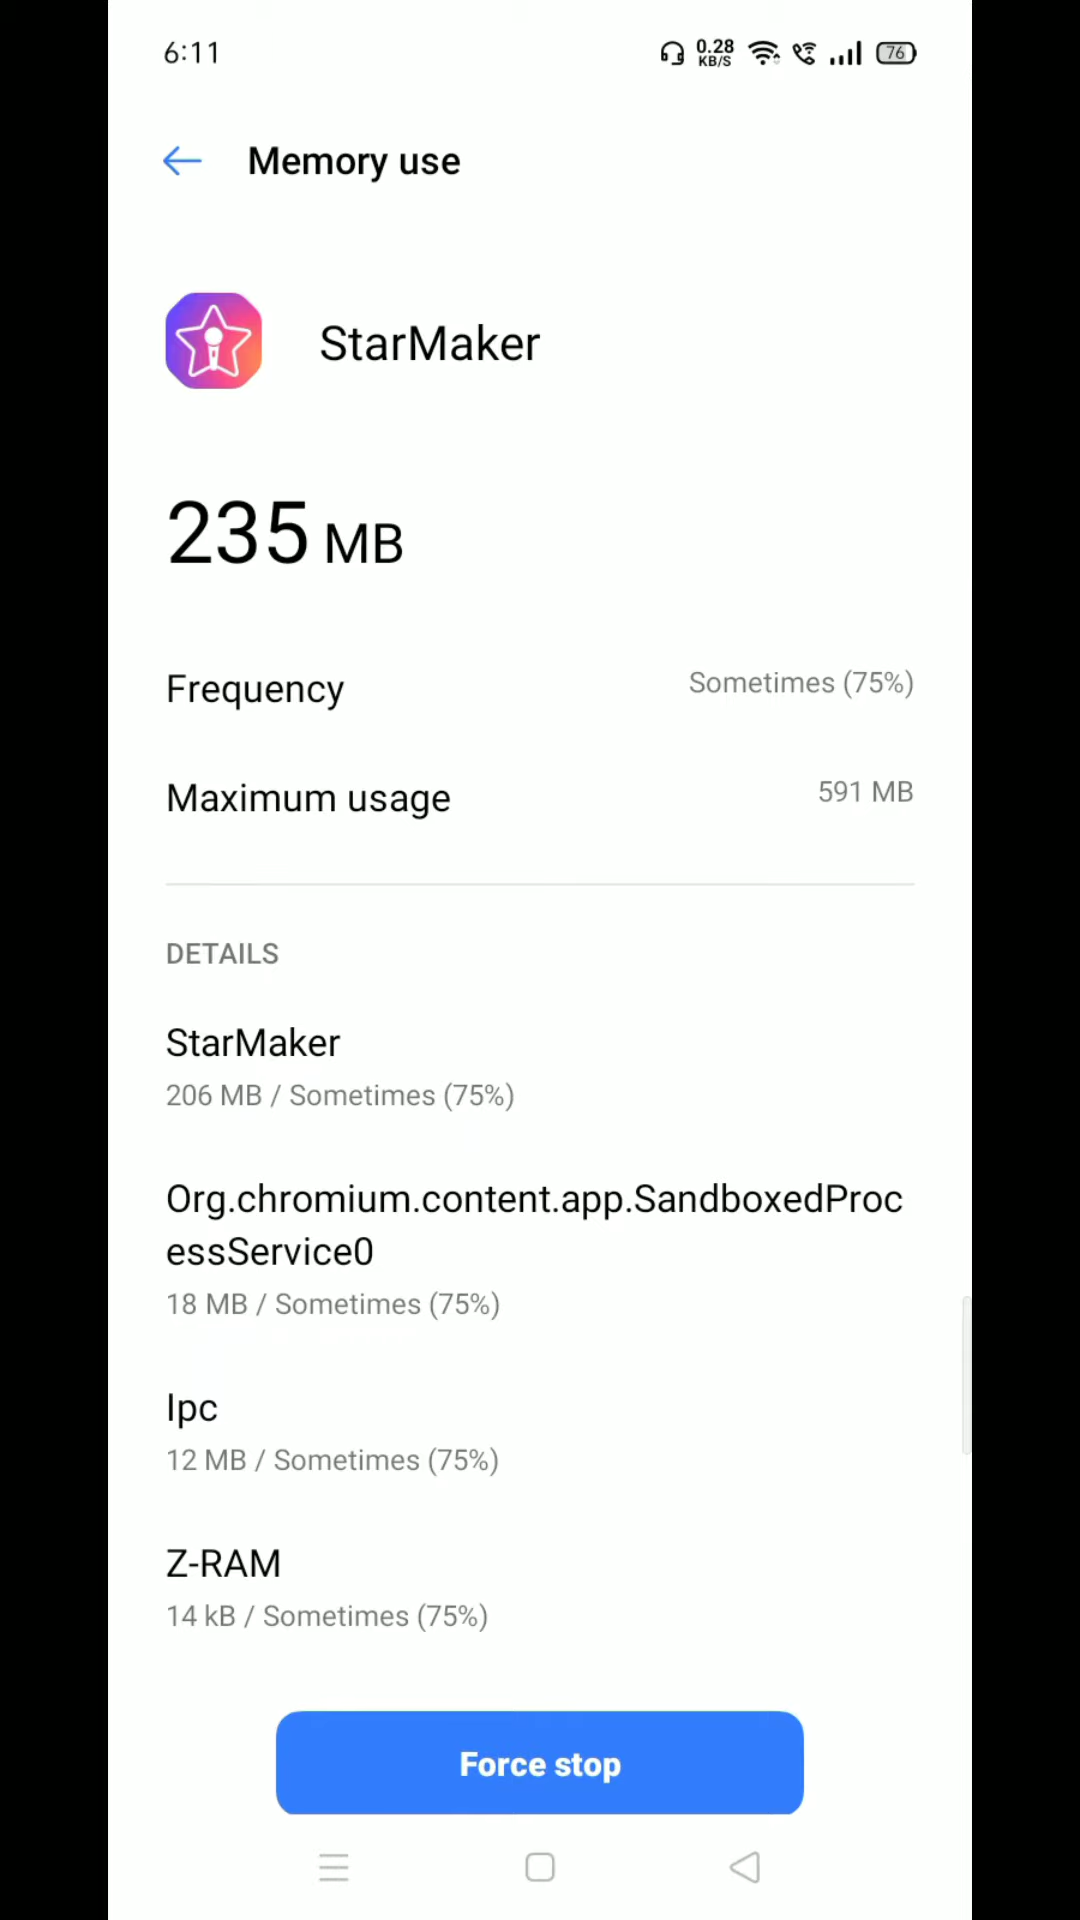 6:11
0.28
KB/S
76
Memory use
StarMaker
235 MB
Frequency
Sometimes (75%)
Maximum usage
591 MB
DETAILS
StarMaker
206 MB / Sometimes (75%)
Org.chromium.content.app.SandboxedProc
essService0
18 MB / Sometimes (75%)
Ipc
12 MB / Sometimes (75%)
Z-RAM
14 kB / Sometimes (75%)
Force stop